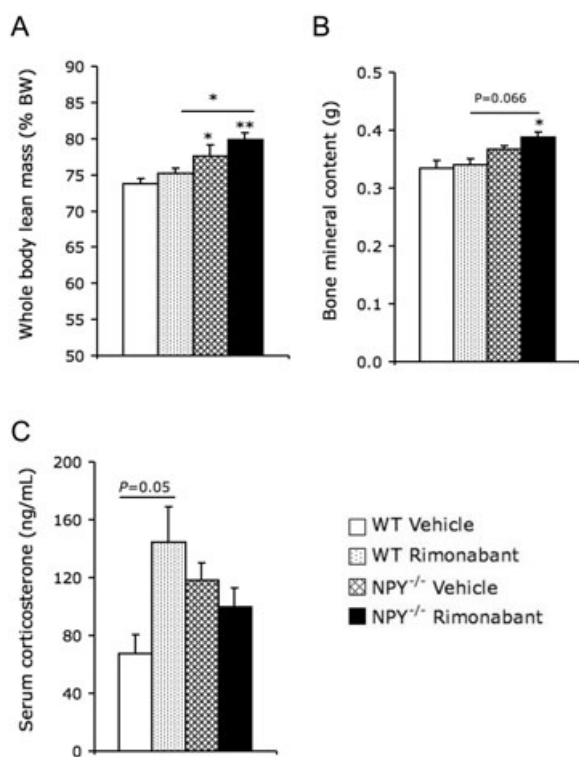 A
Whole body lean mass (% BW)
90
85
80
75
70
65
60
55
50
*
*
**
B
Bone mineral content (g)
0.5
0.4
0.3
0.2
0.1
0.0
P=0.066
*
C
Serum corticosterone (ng/mL)
200
160
120
80
40
0
P=0.05
WT Vehicle
WT Rimonabant
NPY-/- Vehicle
NPY-/- Rimonabant